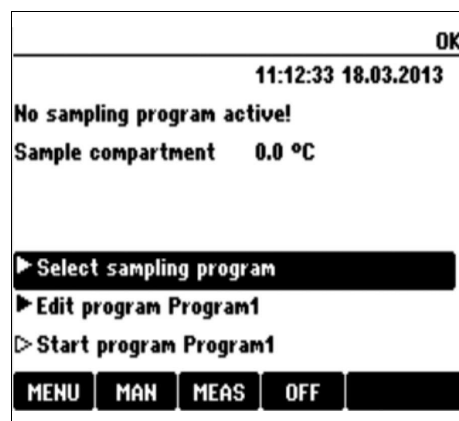 OK
11:12:33 18.03.2013
No sampling program active!
Sample compartment 0.0 °C
Select sampling program
Edit program Program1
Start program Program1
MENU MAN MEAS OFF